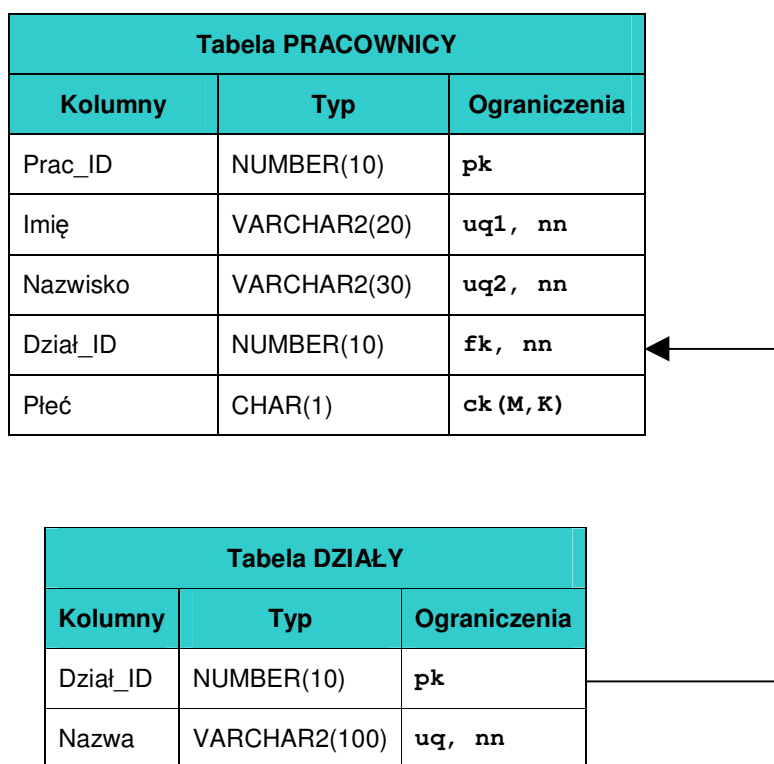 Tabela PRACOWNICY
Kolumny Typ Ograniczenia
Prac_ID NUMBER(10) pk
Imię VARCHAR2(20) uq1, nn
Nazwisko VARCHAR2(30) uq2, nn
Dział_ID NUMBER(10) fk, nn
Płeć CHAR(1) ck(M,K)
Tabela DZIAŁY
Kolumny Typ Ograniczenia
Dział_ID NUMBER(10) pk
Nazwa VARCHAR2(100) uq, nn